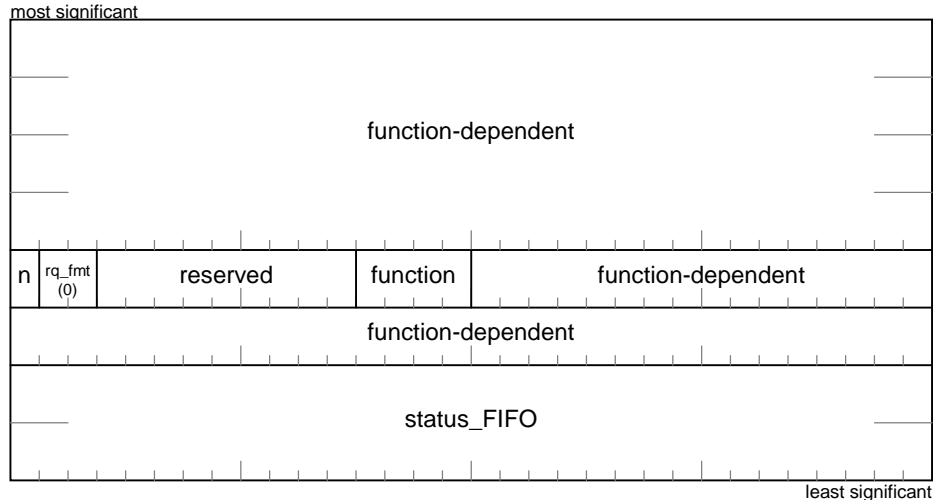 most significant
function-dependent
n rq_fmt (0) reserved function function-dependent
function-dependent
status_FIFO
least significant